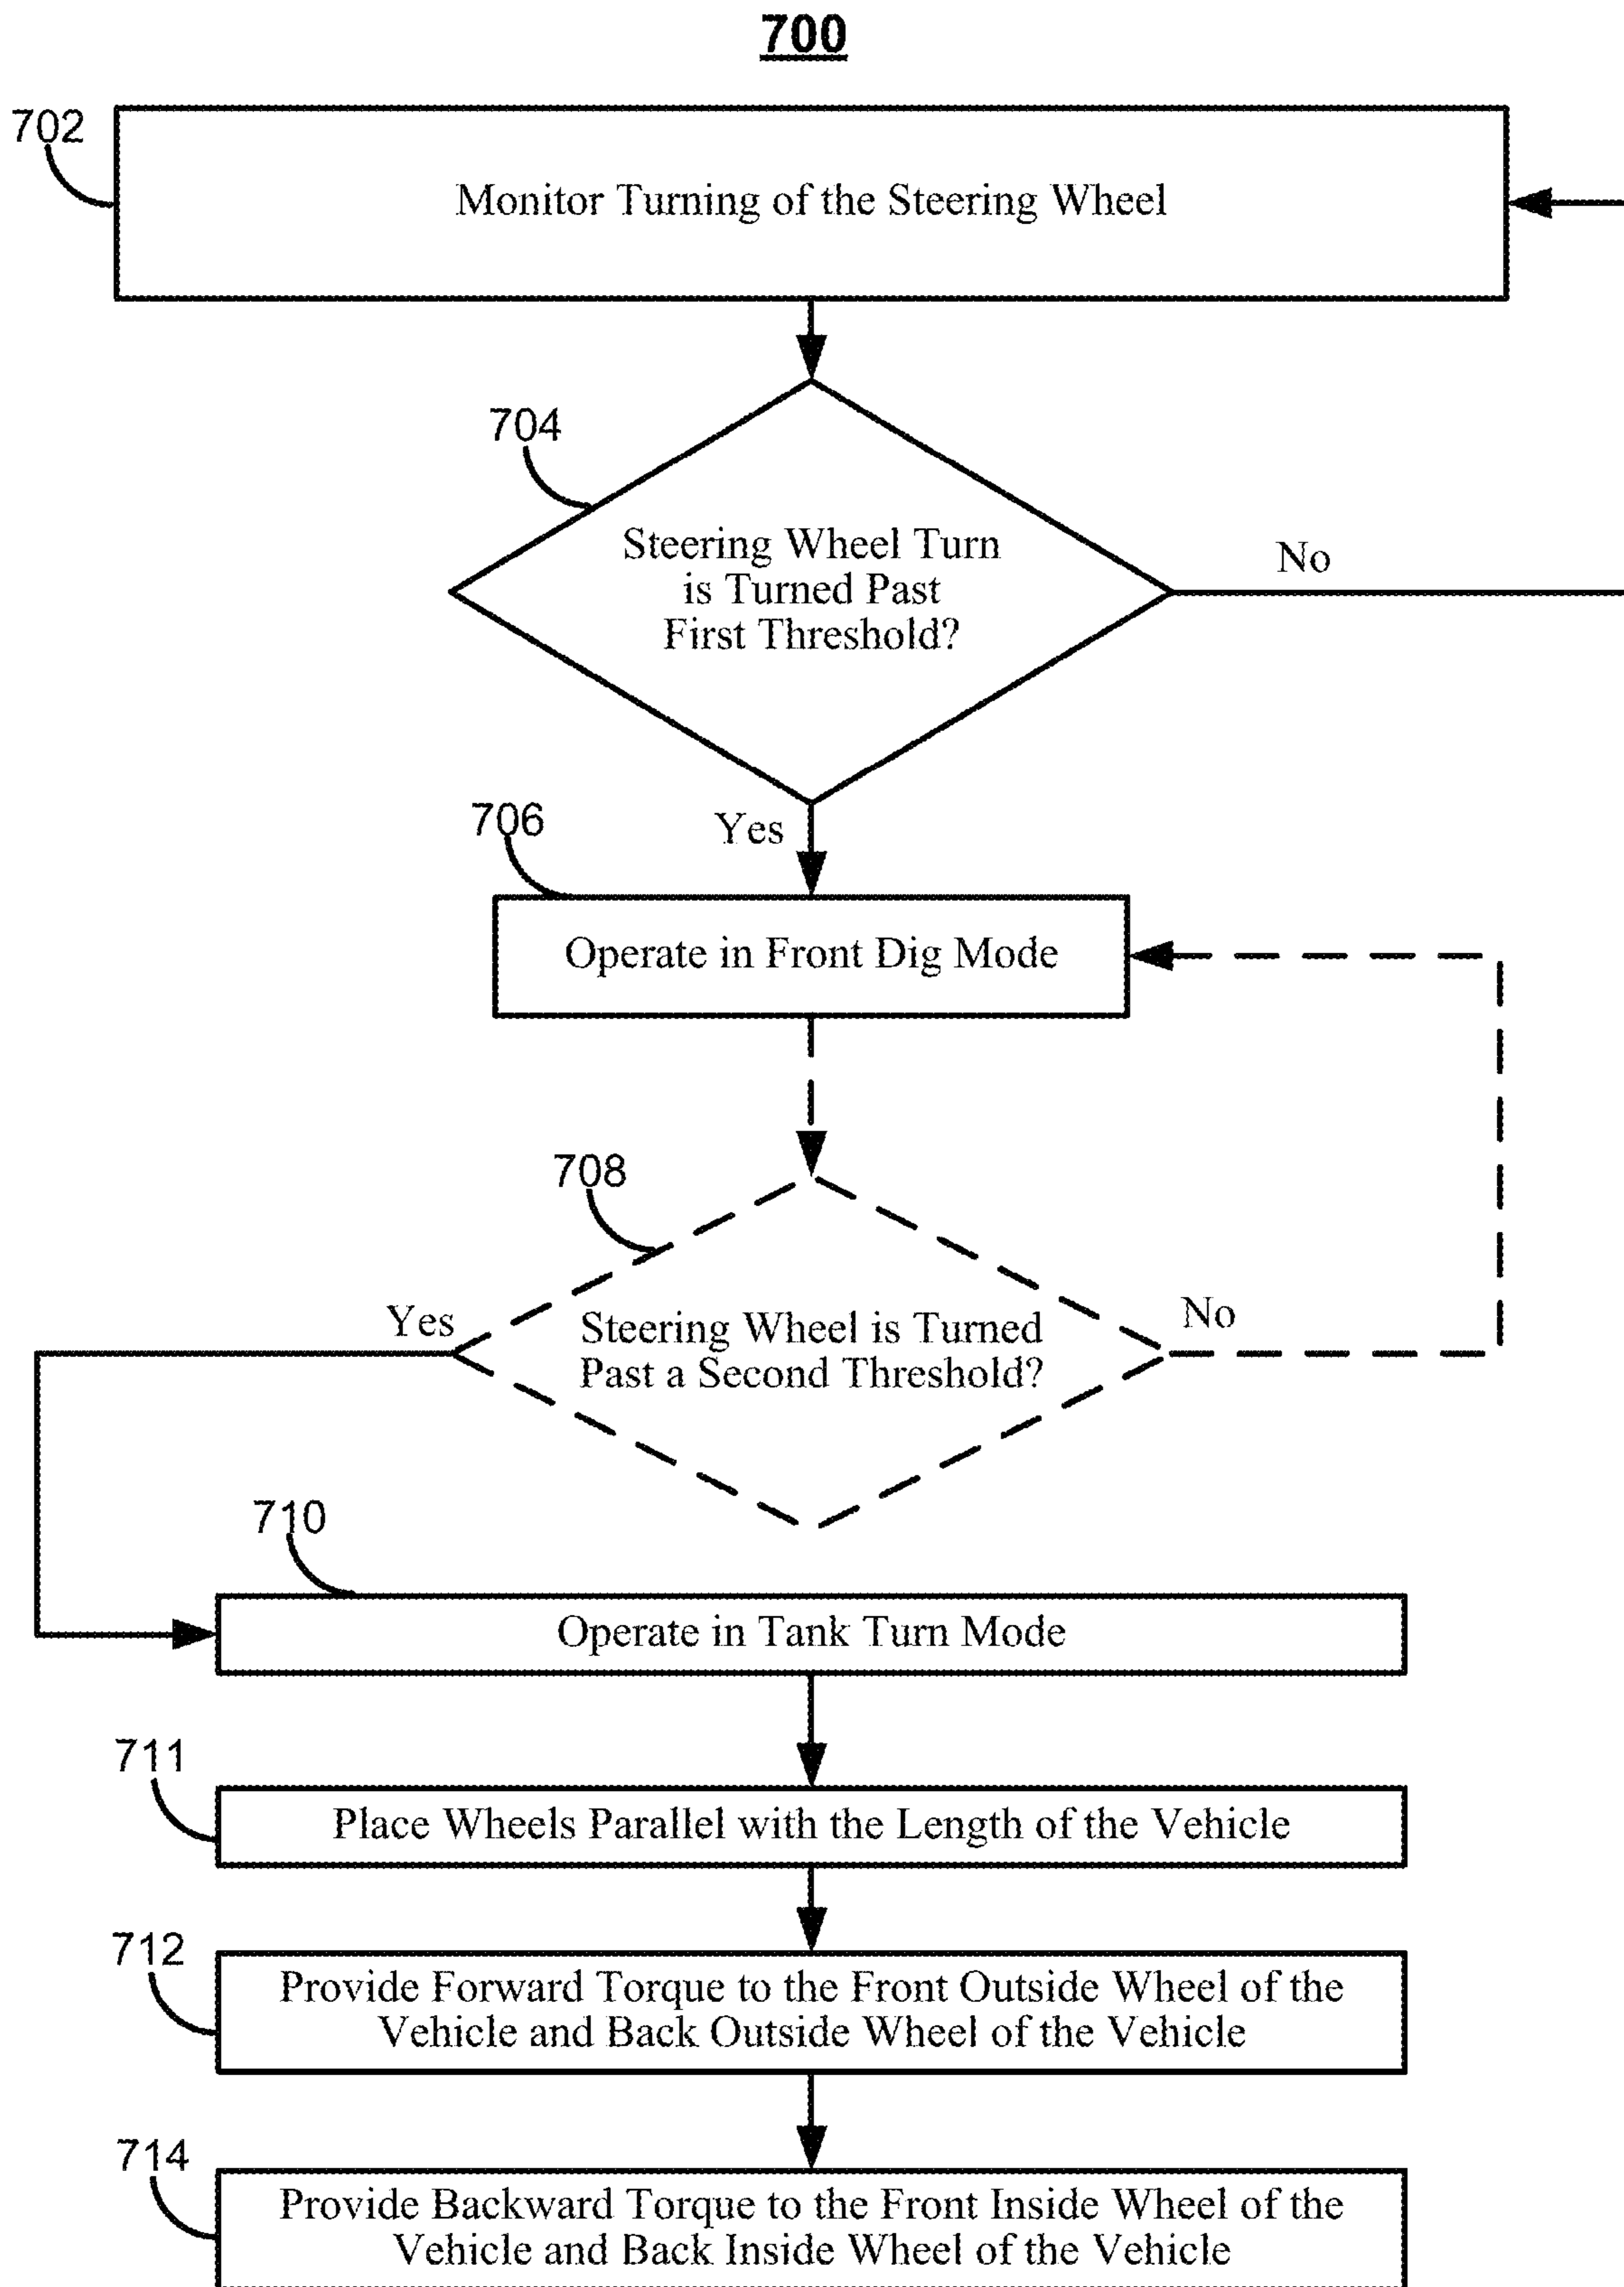 700
702
Monitor Turning of the Steering Wheel
704
Steering Wheel Turn
is Turned Past
First Threshold?
No
Yes
706
Operate in Front Dig Mode
708
Yes
Steering Wheel is Turned
Past a Second Threshold?
No
710
Operate in Tank Turn Mode
711
Place Wheels Parallel with the Length of the Vehicle
712
Provide Forward Torque to the Front Outside Wheel of the
Vehicle and Back Outside Wheel of the Vehicle
714
Provide Backward Torque to the Front Inside Wheel of the
Vehicle and Back Inside Wheel of the Vehicle